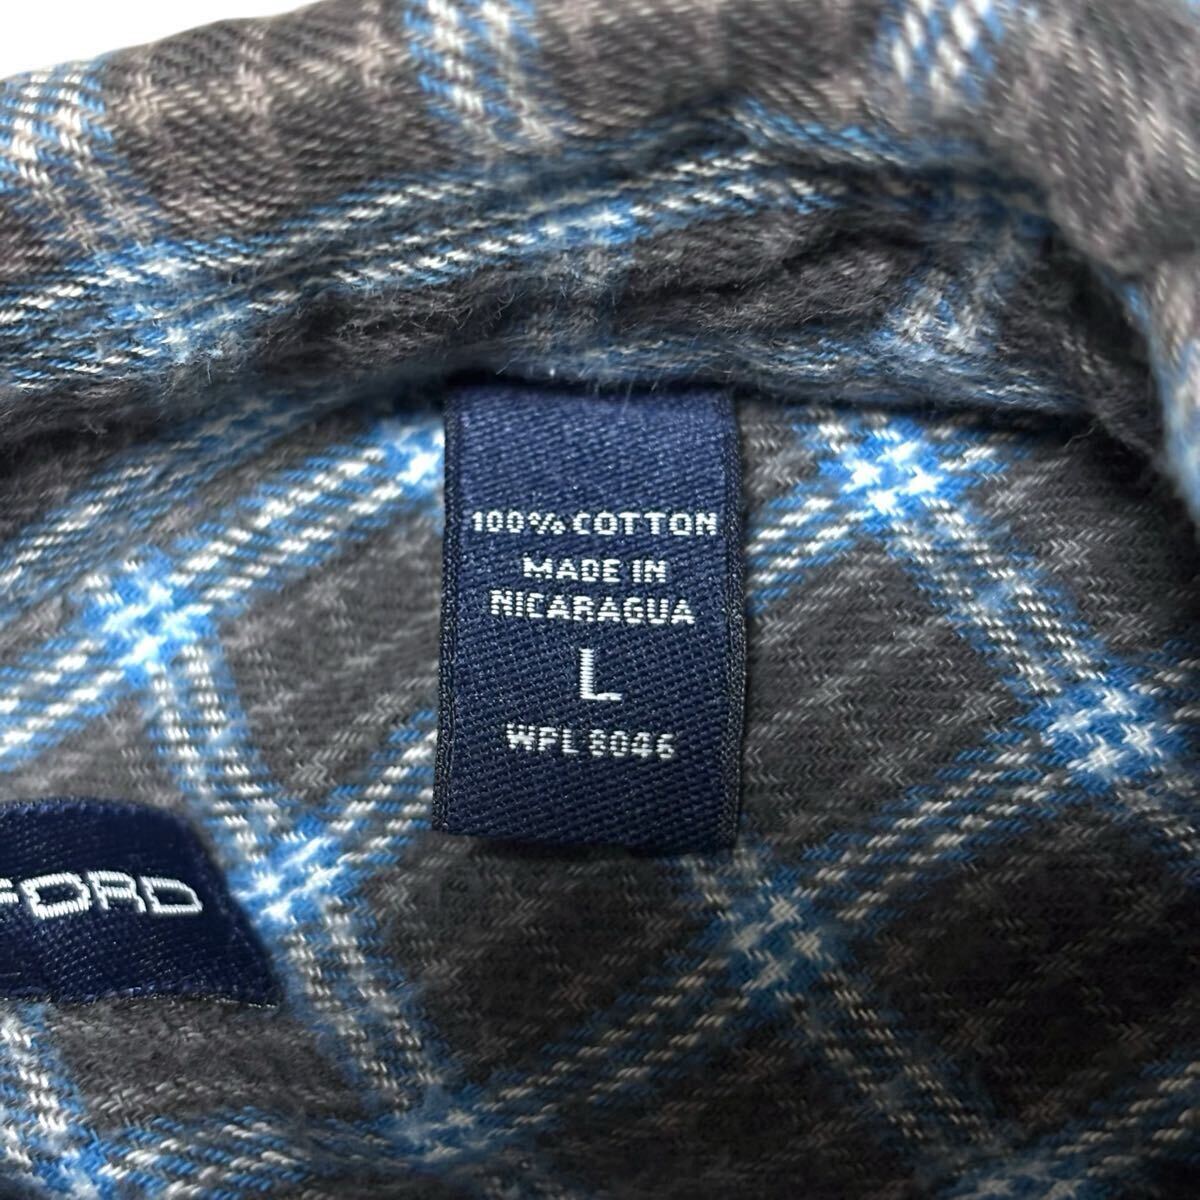 100% COTTON
MADE IN
NICARAGUA
L
WPL 8046
FORD